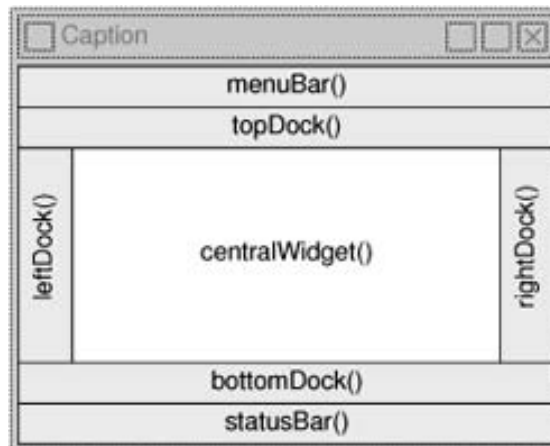 Caption
menuBar()
topDock()
leftDock()
centralWidget()
rightDock()
bottomDock()
statusBar()